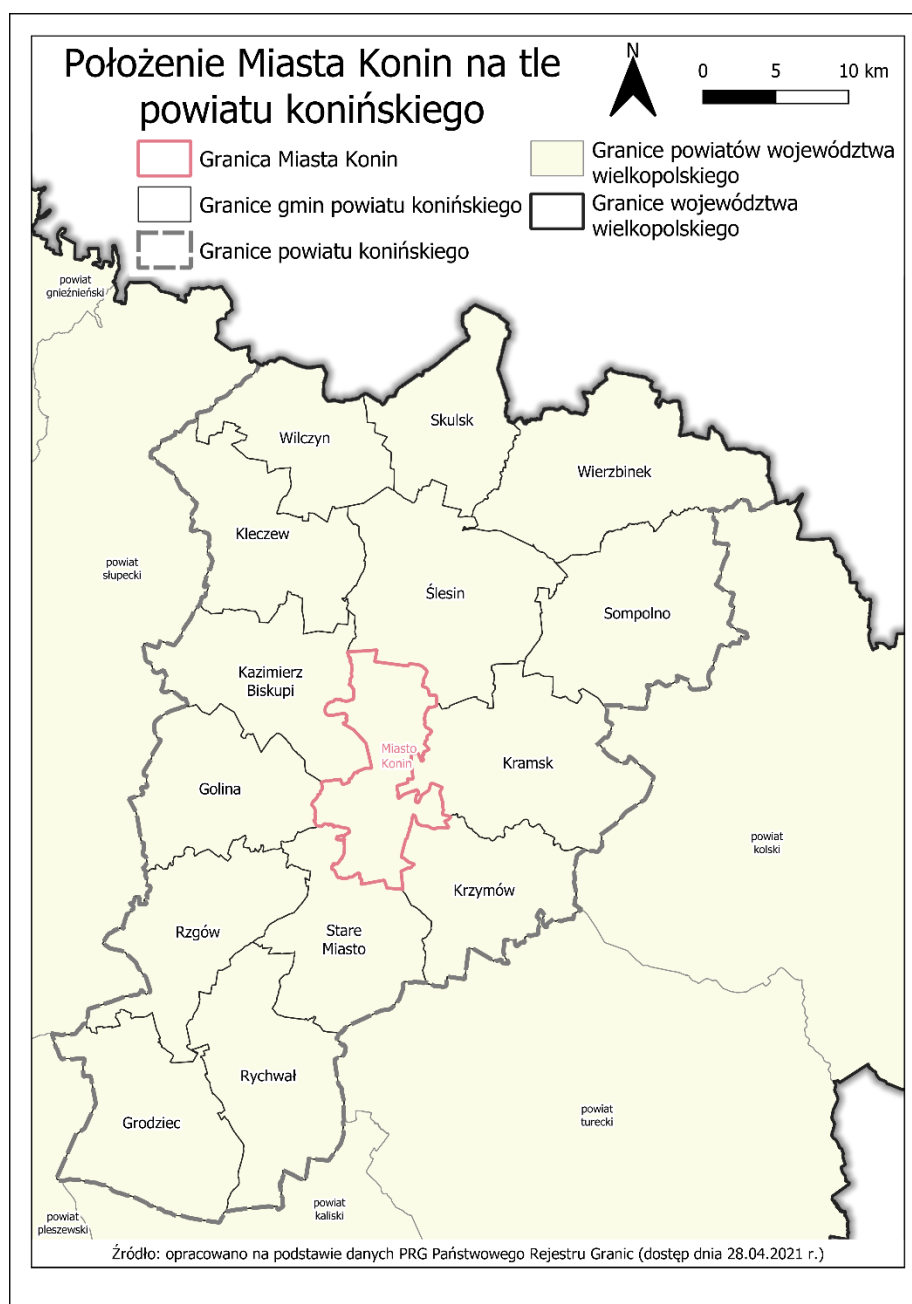 Położenie Miasta Konin na tle
powiatu konińskiego
N
0 5 10 km
Granica Miasta Konin
Granice gmin powiatu konińskiego
Granice powiatu konińskiego
Granice powiatów województwa
wielkopolskiego
Granice województwa
wielkopolskiego
powiat
gnieźnieński
Skulsk
Wilczyn
Wierzbinek
Kleczew
powiat
słupecki
Ślesin
Sompolno
Kazimierz
Biskupi
Miasto
Konin
Kramsk
Golina
powiat
kolski
Krzymów
Rzgów
Stare
Miasto
Rychwał
Grodziec
powiat
turecki
powiat
kaliski
powiat
pleszewski
Źródło: opracowano na podstawie danych PRG Państwowego Rejestru Granic (dostęp dnia 28.04.2021 r.)